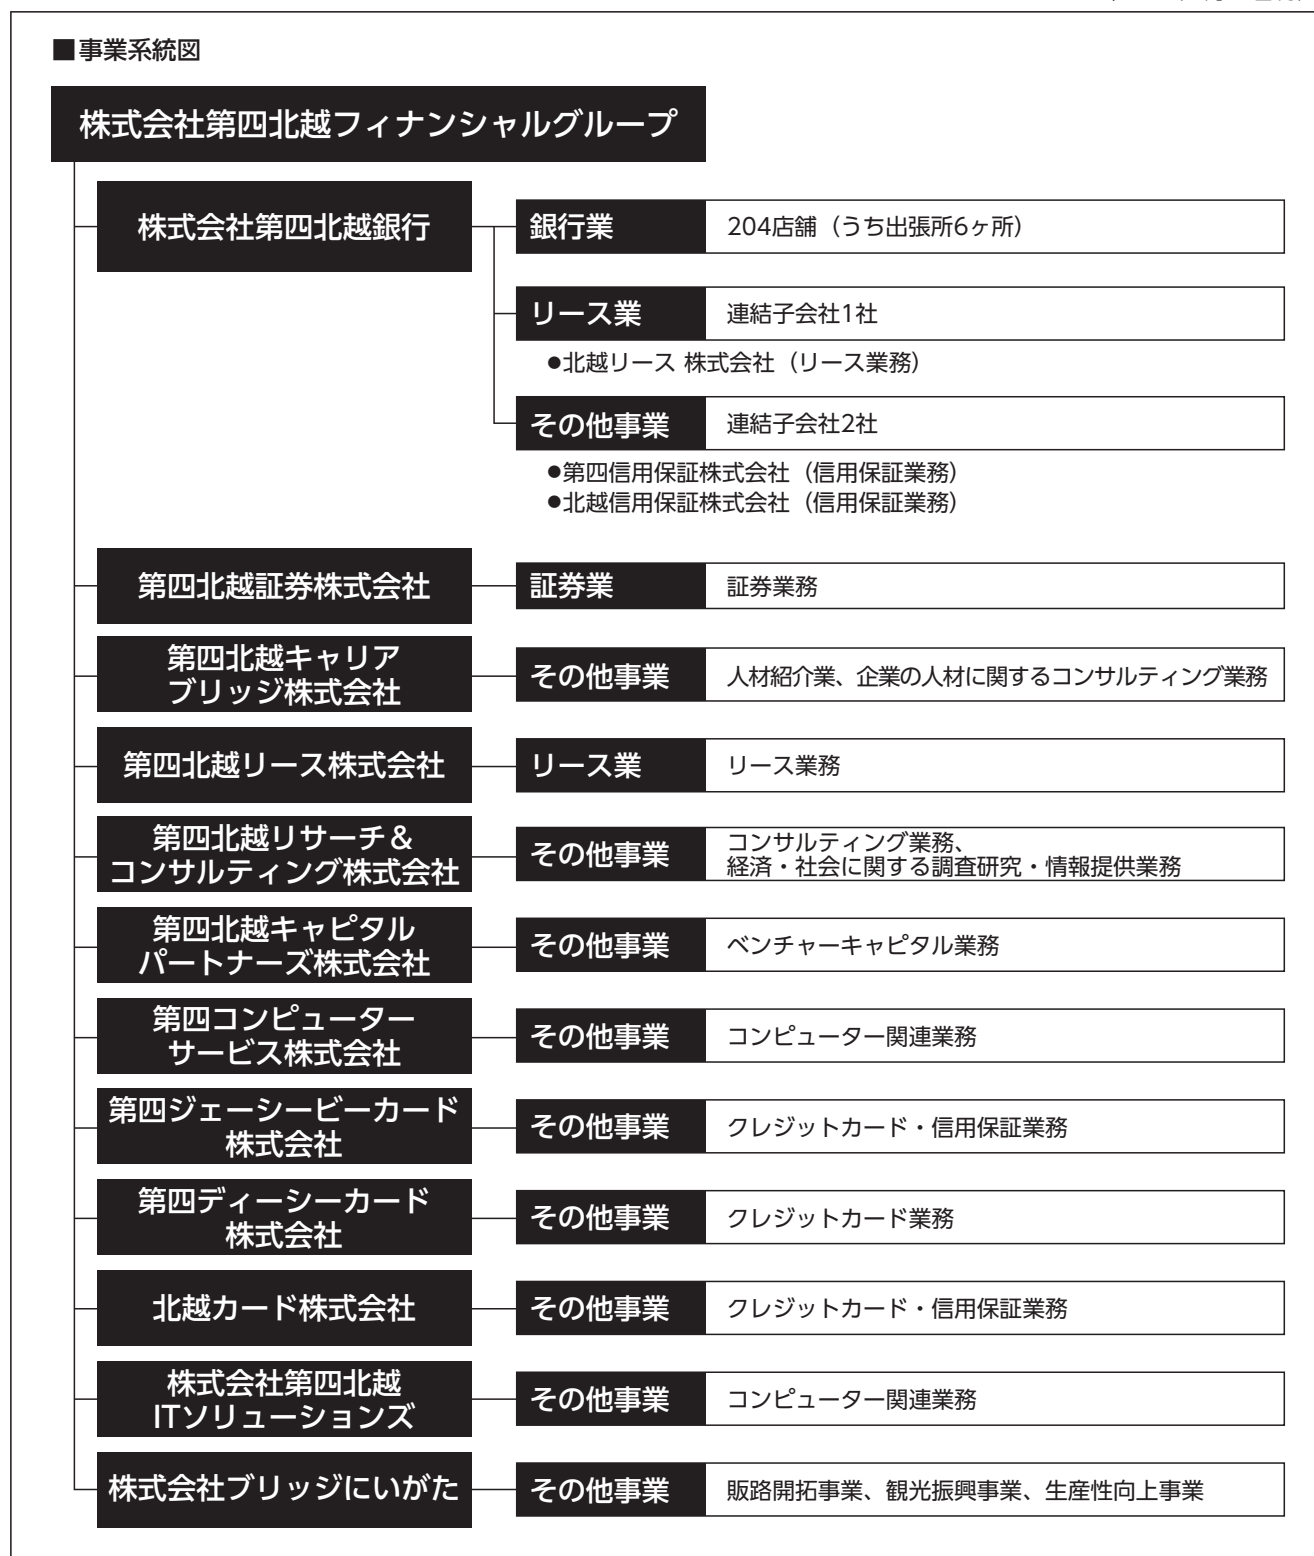 ■事業系統図
株式会社第四北越フィナンシャルグループ
株式会社第四北越銀行
銀行業
204店舗（うち出張所6ヶ所）
リース業
連結子会社1社
●北越リース 株式会社（リース業務）
その他事業
連結子会社2社
●第四信用保証株式会社（信用保証業務）
●北越信用保証株式会社（信用保証業務）
第四北越証券株式会社
証券業
証券業務
第四北越キャリア
ブリッジ株式会社
その他事業
人材紹介業、企業の人材に関するコンサルティング業務
第四北越リース株式会社
リース業
リース業務
第四北越リサーチ＆
コンサルティング株式会社
その他事業
コンサルティング業務、
経済・社会に関する調査研究・情報提供業務
第四北越キャピタル
パートナーズ株式会社
その他事業
ベンチャーキャピタル業務
第四コンピューター
サービス株式会社
その他事業
コンピューター関連業務
第四ジェーシービーカード
株式会社
その他事業
クレジットカード・信用保証業務
第四ディーシーカード
株式会社
その他事業
クレジットカード業務
北越カード株式会社
その他事業
クレジットカード・信用保証業務
株式会社第四北越
ITソリューションズ
その他事業
コンピューター関連業務
株式会社ブリッジにいがた
その他事業
販路開拓事業、観光振興事業、生産性向上事業